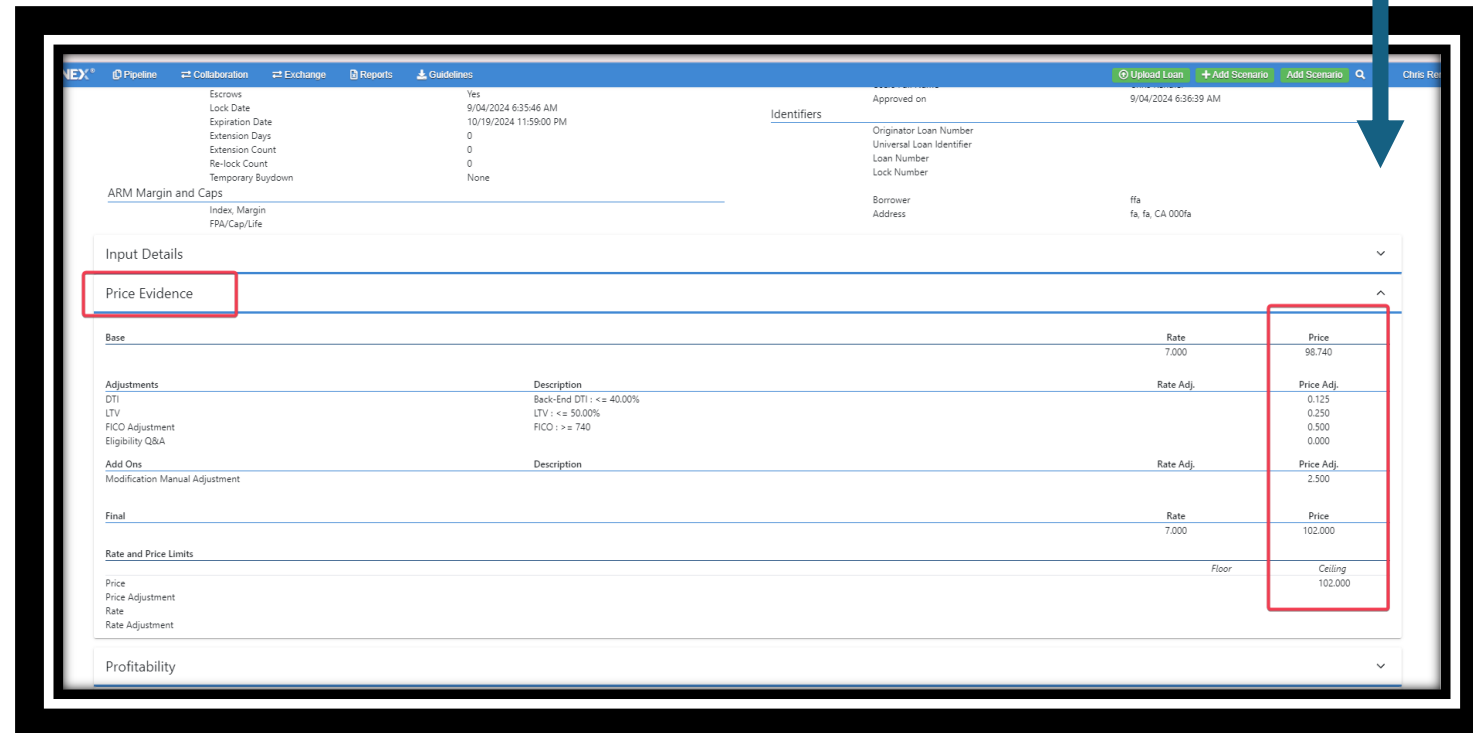 NEX® Pipeline Collaboration Exchange Reports Guidelines Upload Loan + Add Scenario Add Scenario Chris
Escrows Yes
Lock Date 9/04/2024 6:35:46 AM Approved on 9/04/2024 6:36:39 AM
Expiration Date 10/19/2024 11:59:00 PM Identifiers
Extension Days 0 Originator Loan Number
Extension Count 0 Universal Loan Identifier
Re-lock Count 0 Loan Number
Temporary Buydown None Lock Number
ARM Margin and Caps
Index, Margin Borrower ffa
FPA/Cap/Life Address fa, fa, CA 000fa
Input Details
Price Evidence
Base Rate Price
7.000 98.740
Adjustments Description Rate Adj. Price Adj.
DTI Back-End DTI : <= 40.00% 0.125
LTV LTV : <= 50.00% 0.250
FICO Adjustment FICO : >= 740 0.500
Eligibility Q&A 0.000
Add Ons Description Rate Adj. Price Adj.
Modification Manual Adjustment 2.500
Final Rate Price
7.000 102.000
Rate and Price Limits
Floor Ceiling
Price 102.000
Price Adjustment
Rate
Rate Adjustment
Profitability